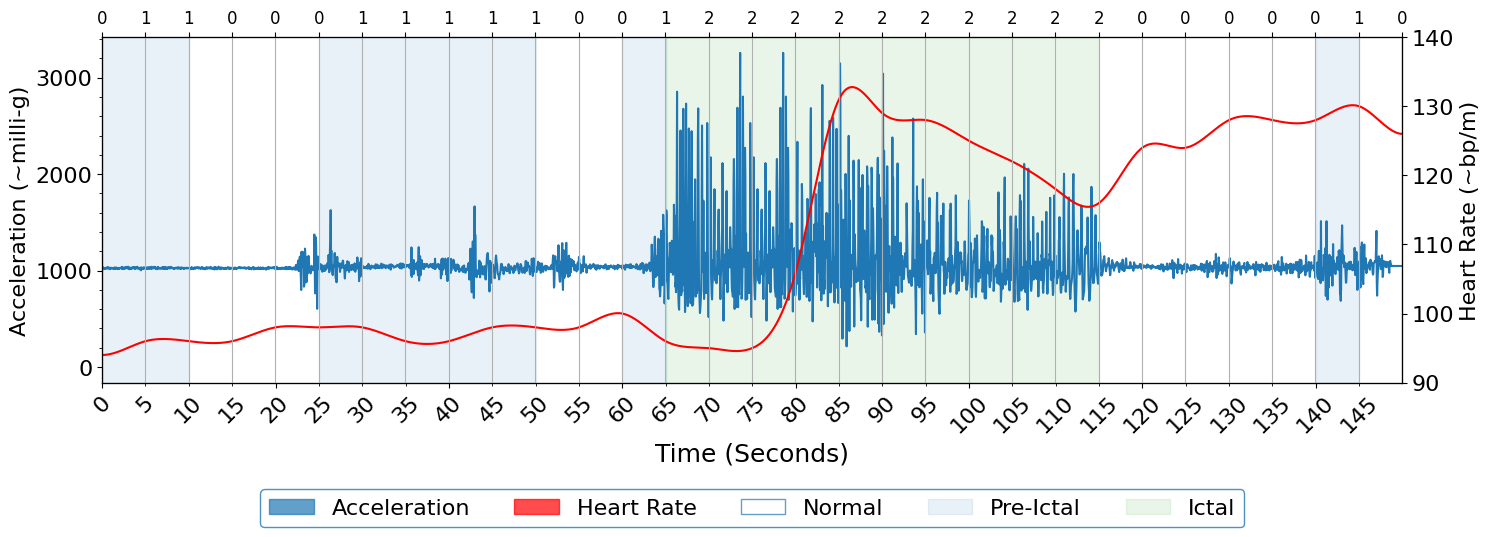 0 1 1 0 0 0 1 1 1 1 1 0 0 1 2 2 2 2 2 2 2 2 2 2 0 0 0 0 0 1 0
3000
2000
1000
0
Acceleration (~milli-g)
140
130
120
110
100
90
Heart Rate (~bp/m)
0 5 10 15 20 25 30 35 40 45 50 55 60 65 70 75 80 85 90 95 100 105 110 115 120 125 130 135 140 145
Time (Seconds)
Acceleration Heart Rate Normal Pre-Ictal Ictal